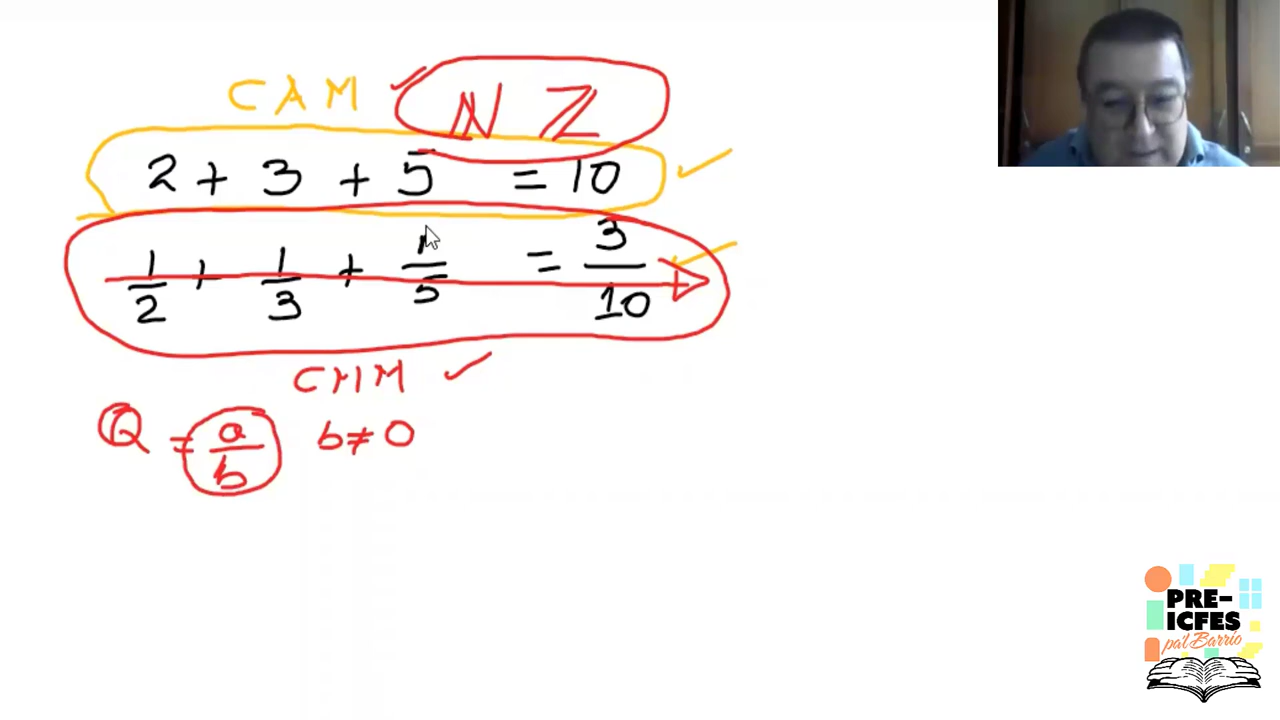 CAM ✓ N Z
2 + 3 + 5 = 10 ✓
1/2 + 1/3 + 1/5 = 3/10 ✓
CMM ✓
Q = a/b b ≠ 0
PRE-
ICFES
pa'l Barrio